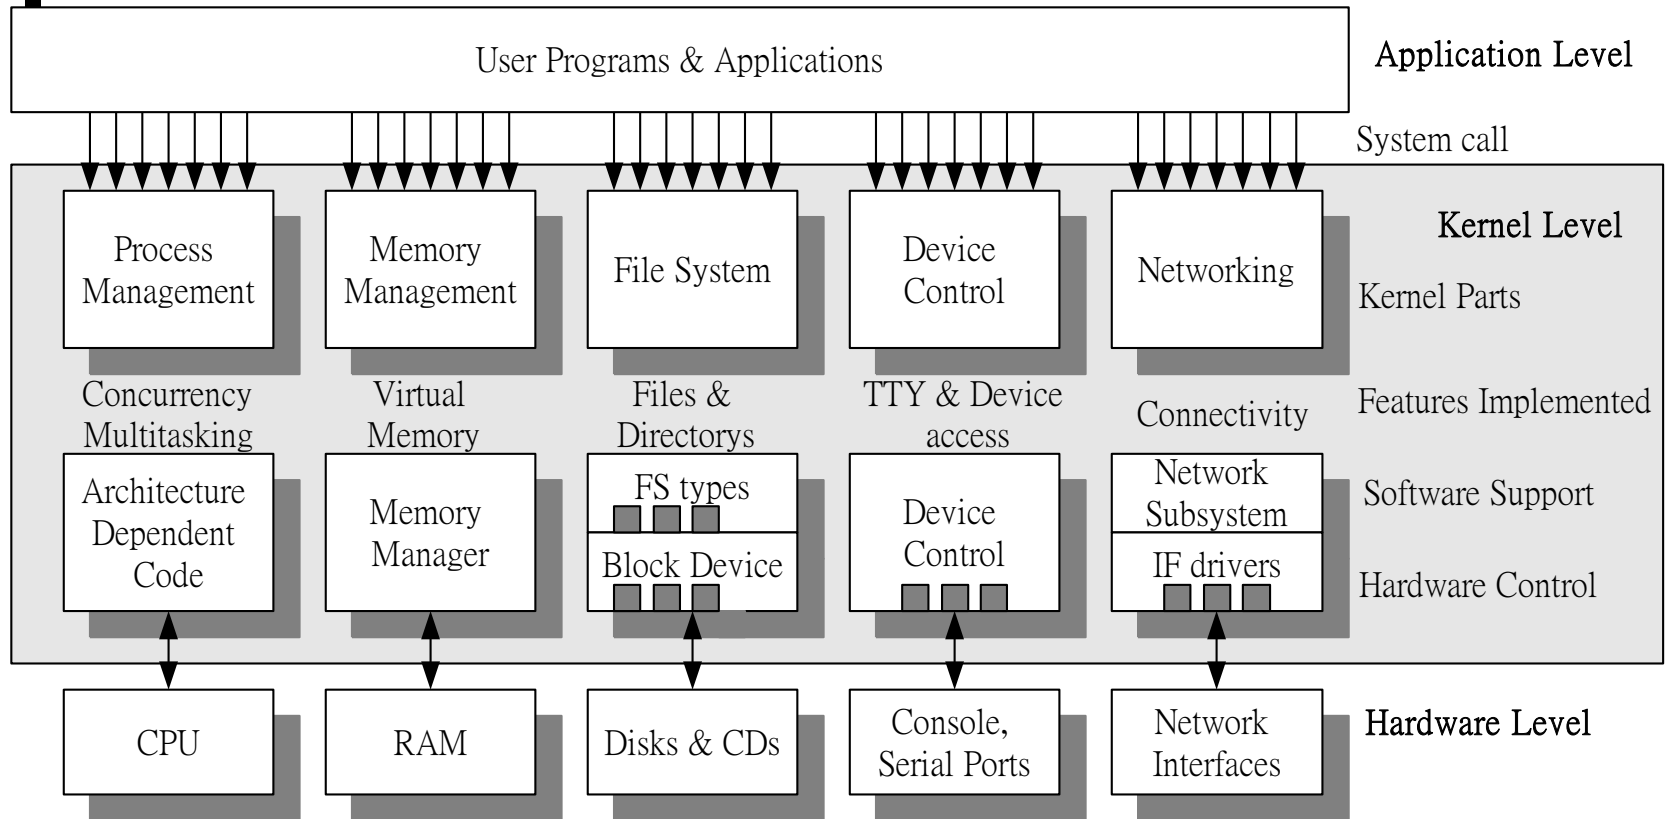 User Programs & Applications
Application Level
System call
Kernel Level
Process
Management
Memory
Management
File System
Device
Control
Networking
Kernel Parts
Concurrency
Multitasking
Virtual
Memory
Files &
Directorys
TTY & Device
access
Connectivity
Features Implemented
Architecture
Dependent
Code
Memory
Manager
FS types
Block Device
Device
Control
Network
Subsystem
IF drivers
Software Support
Hardware Control
CPU
RAM
Disks & CDs
Console,
Serial Ports
Network
Interfaces
Hardware Level